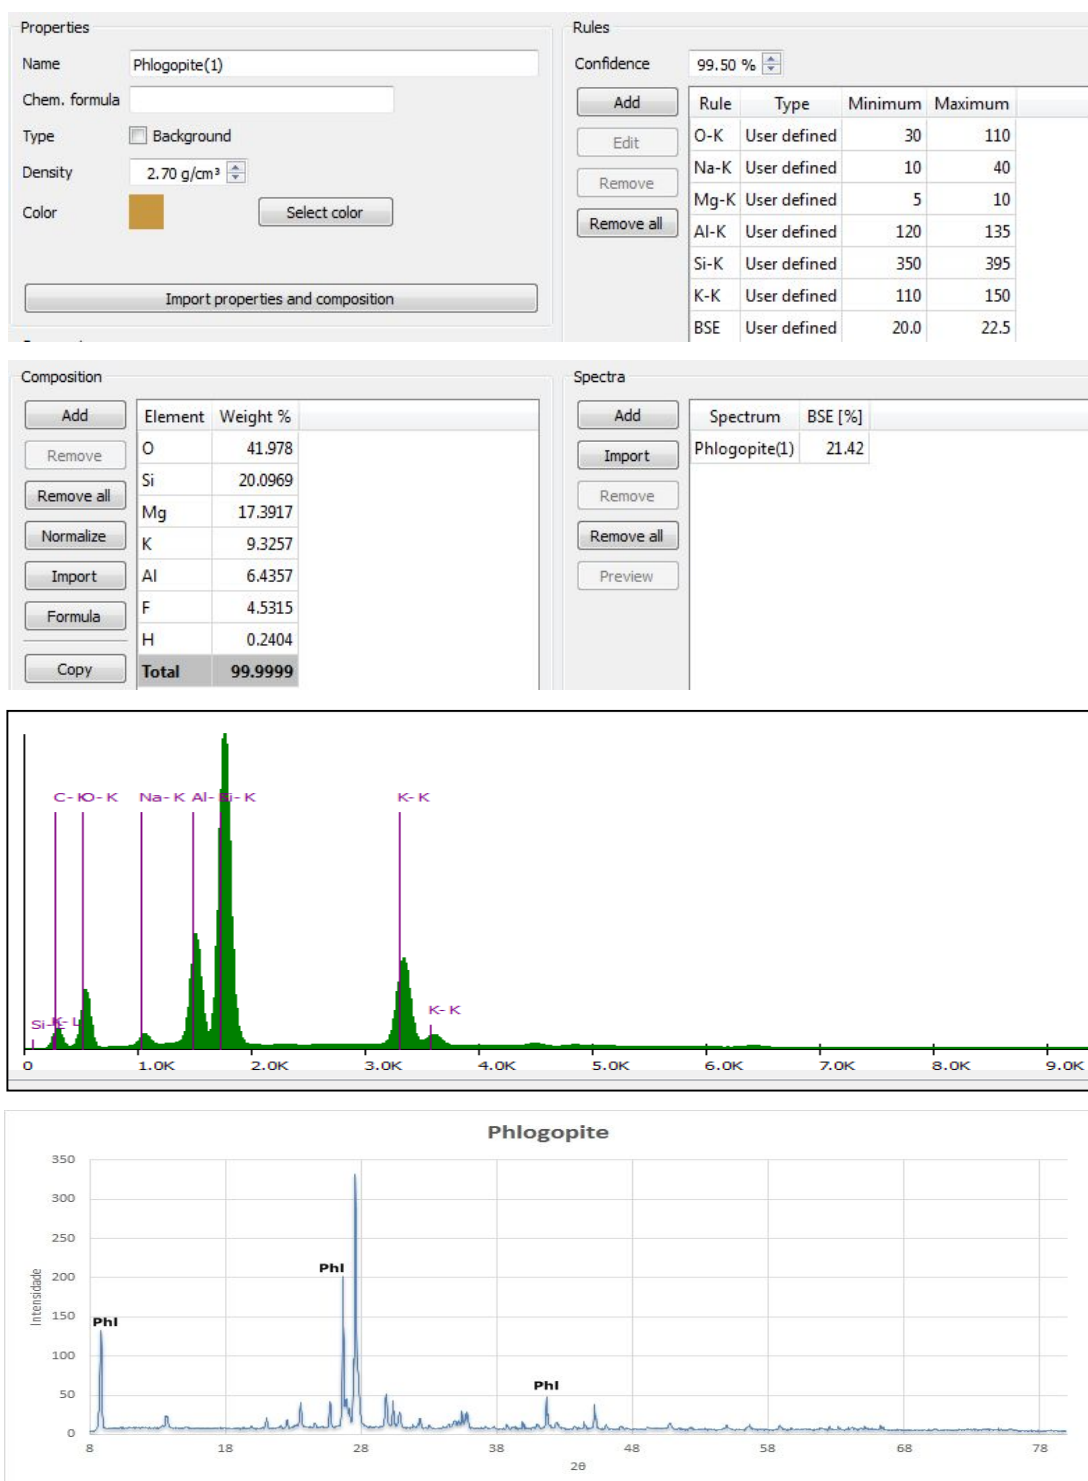 Properties
Name Phlogopite(1)
Chem. formula
Type Background
Density 2.70 g/cm³
Color Select color
Import properties and composition
Rules
Confidence 99.50 %
Add
Edit
Remove
Remove all
Rule Type Minimum Maximum
O-K User defined 30 110
Na-K User defined 10 40
Mg-K User defined 5 10
Al-K User defined 120 135
Si-K User defined 350 395
K-K User defined 110 150
BSE User defined 20.0 22.5
Composition
Add
Remove
Remove all
Normalize
Import
Formula
Copy
Element Weight %
O 41.978
Si 20.0969
Mg 17.3917
K 9.3257
Al 6.4357
F 4.5315
H 0.2404
Total 99.9999
Spectra
Add
Import
Remove
Remove all
Preview
Spectrum BSE [%]
Phlogopite(1) 21.42
C-K O-K Na-K Al-K Si-K K-K
K-K
Si-L K-L
0 1.0K 2.0K 3.0K 4.0K 5.0K 6.0K 7.0K 8.0K 9.0K
Phlogopite
350
300
250
200
150
100
50
0
Intensidade
Phl
Phl
Phl
8 18 28 38 48 58 68 78
2θ